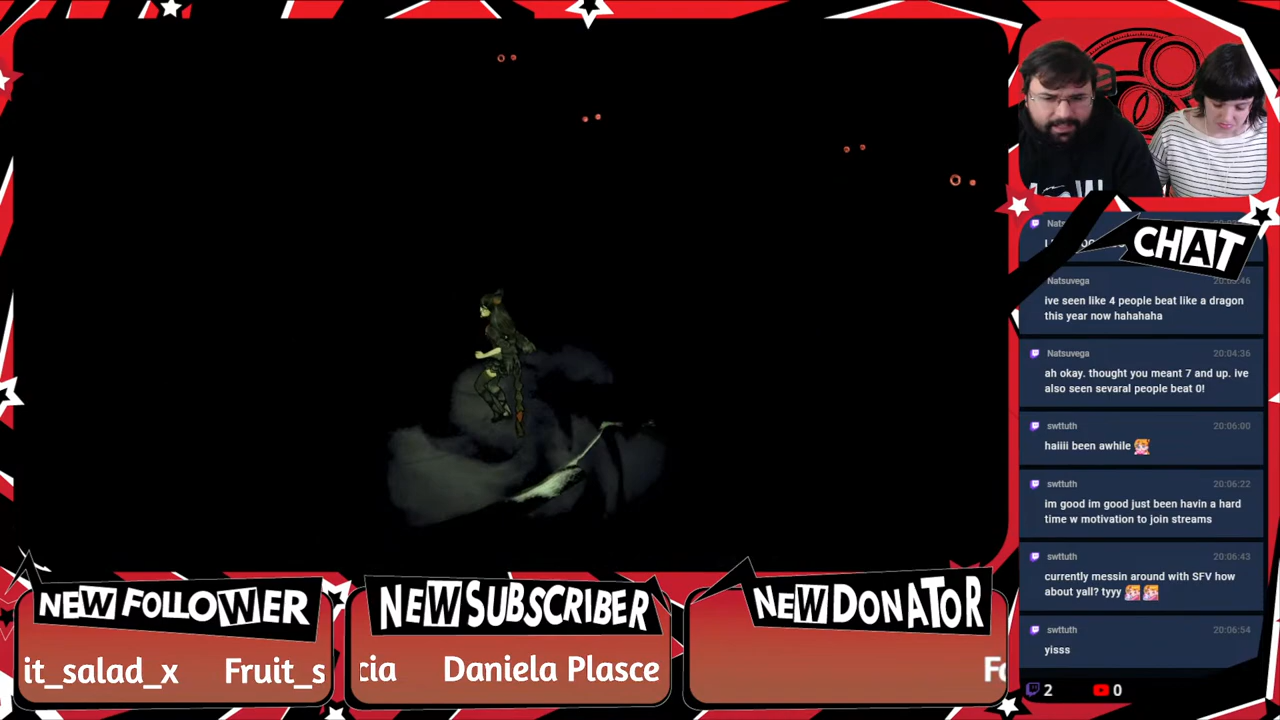 CHAT
Natsuvega
20:03:46
ive seen like 4 people beat like a dragon
this year now hahahaha
Natsuvega
20:04:36
ah okay. thought you meant 7 and up. ive
also seen sevaral people beat 0!
swttuth
20:06:00
haiiii been awhile
swttuth
20:06:22
im good im good just been havin a hard
time w motivation to join streams
swttuth
20:06:43
currently messin around with SFV how
about yall? tyyy
swttuth
20:06:54
yisss
2
0
NEW FOLLOWER
it_salad_x Fruit_s
NEW SUBSCRIBER
cia Daniela Plasce
NEW DONATOR
Fo